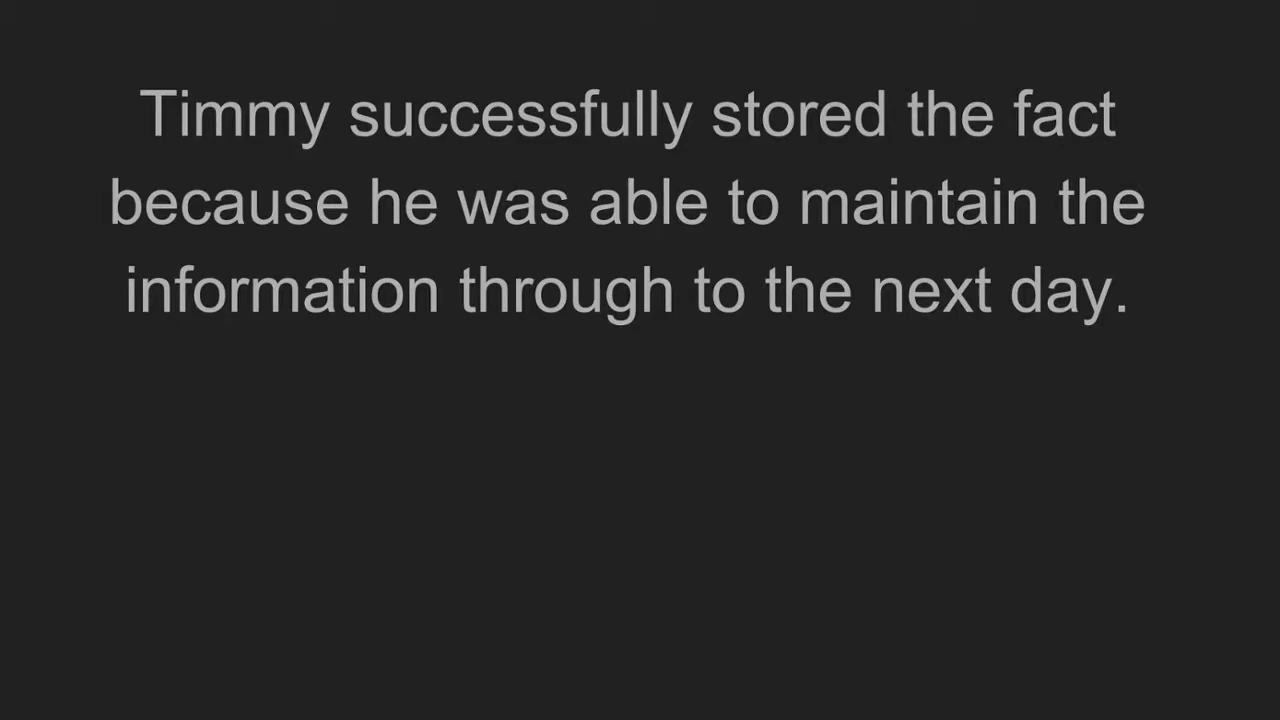 Timmy successfully stored the fact
because he was able to maintain the
information through to the next day.